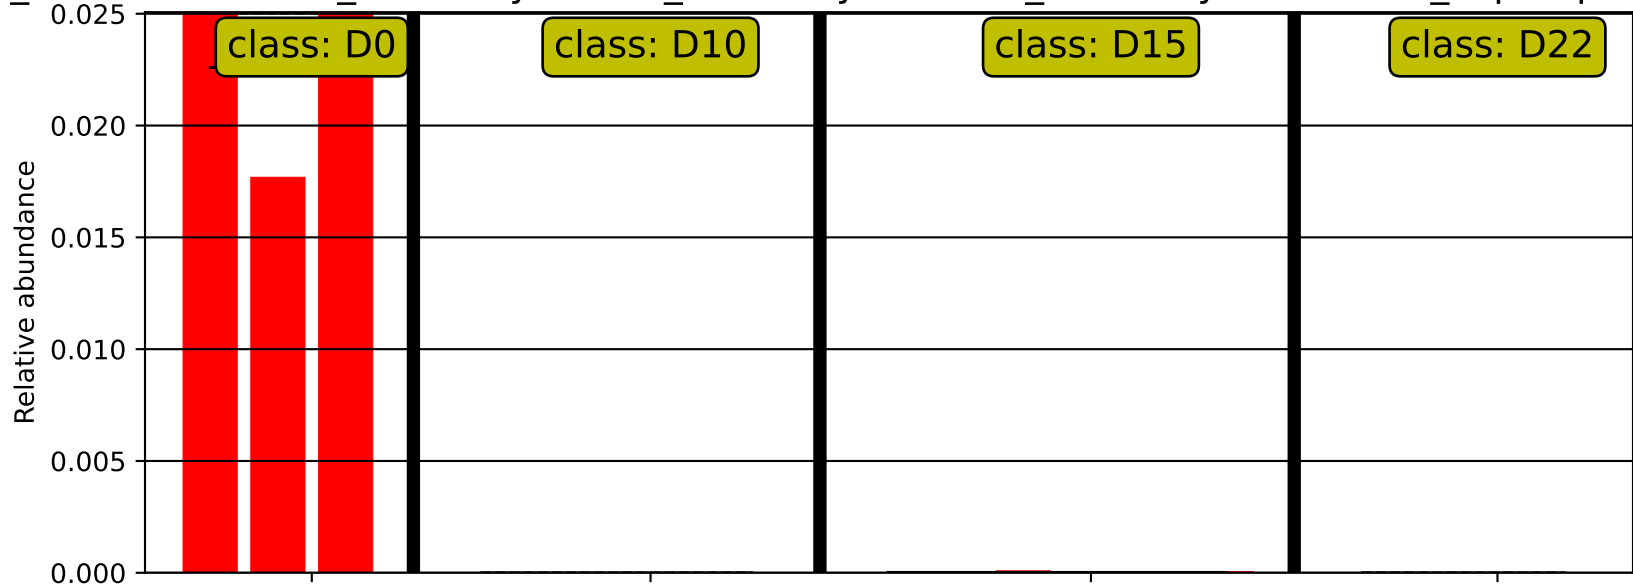 0.025
class: D0
class: D10
class: D15
class: D22
0.020
0.015
0.010
0.005
0.000
Relative abundance